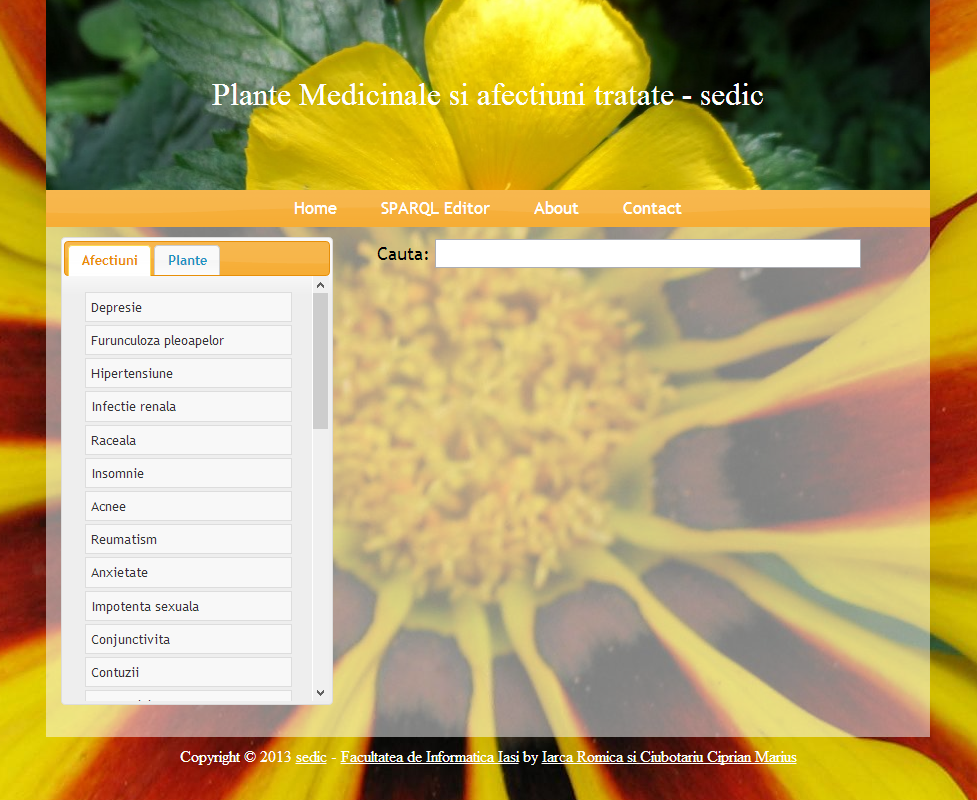 Plante Medicinale si afectiuni tratate - sedic
Home SPARQL Editor About Contact
Afectiuni Plante
Cauta:
Depresie
Furunculoza pleoapelor
Hipertensiune
Infectie renala
Raceala
Insomnie
Acnee
Reumatism
Anxietate
Impotenta sexuala
Conjunctivita
Contuzii
Copyright © 2013 sedic - Facultatea de Informatica Iasi by Iarca Romica si Ciubotariu Ciprian Marius